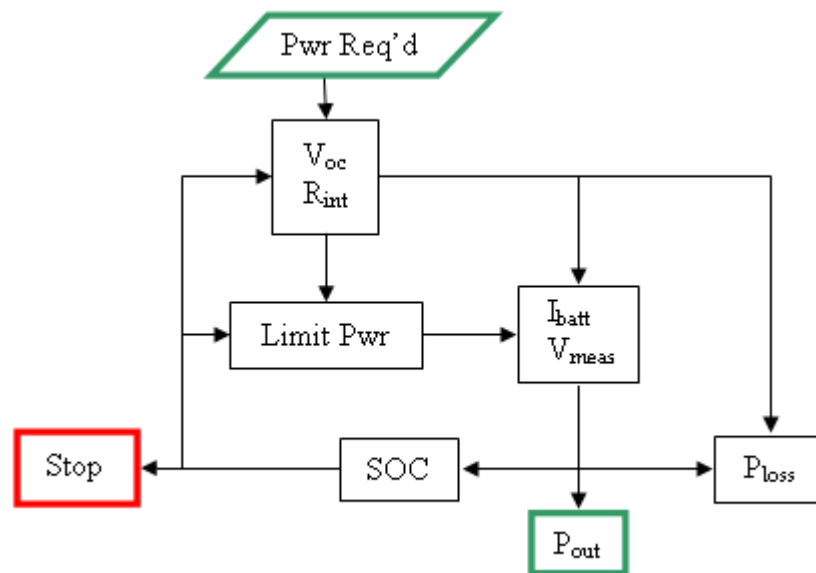 Pwr Req'd
Voc
Rint
Limit Pwr
Ibatt
Vmeas
Stop
SOC
Ploss
Pout